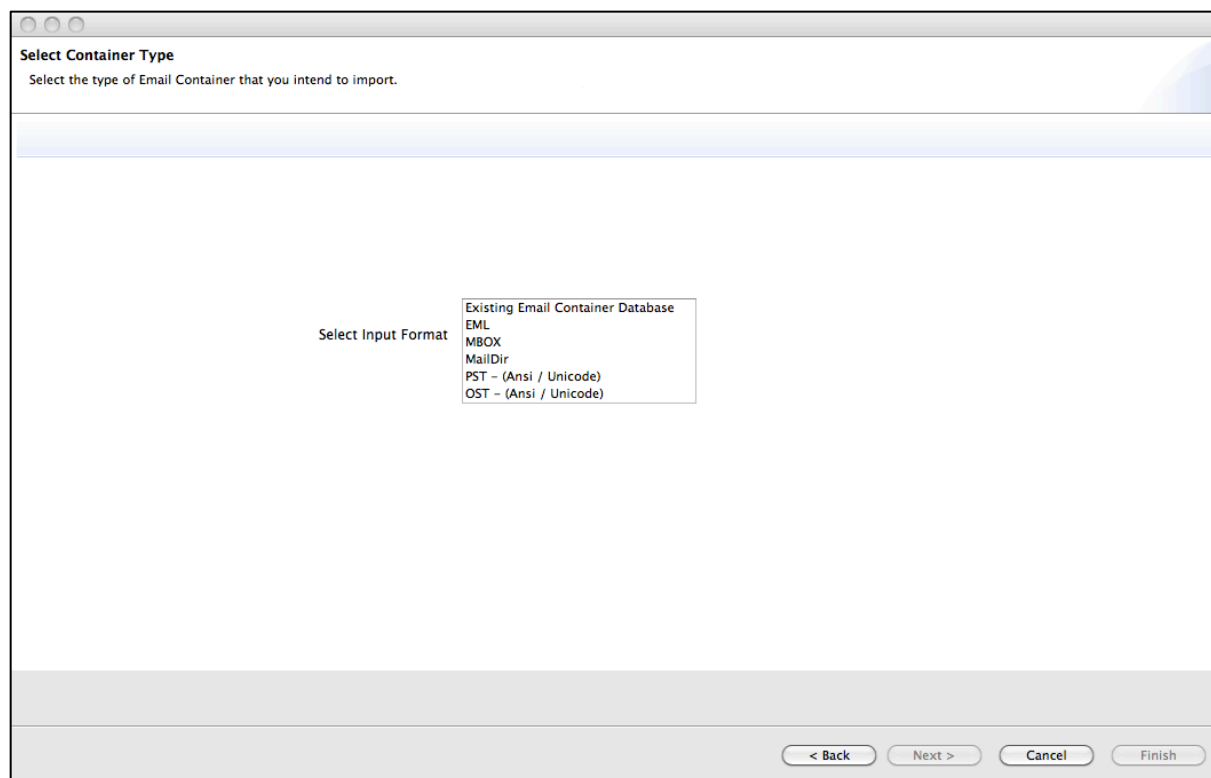 Select Container Type
Select the type of Email Container that you intend to import.
Existing Email Container Database
Select Input Format
EML
MBOX
MailDir
PST – (Ansi / Unicode)
OST – (Ansi / Unicode)
< Back
Next >
Cancel
Finish